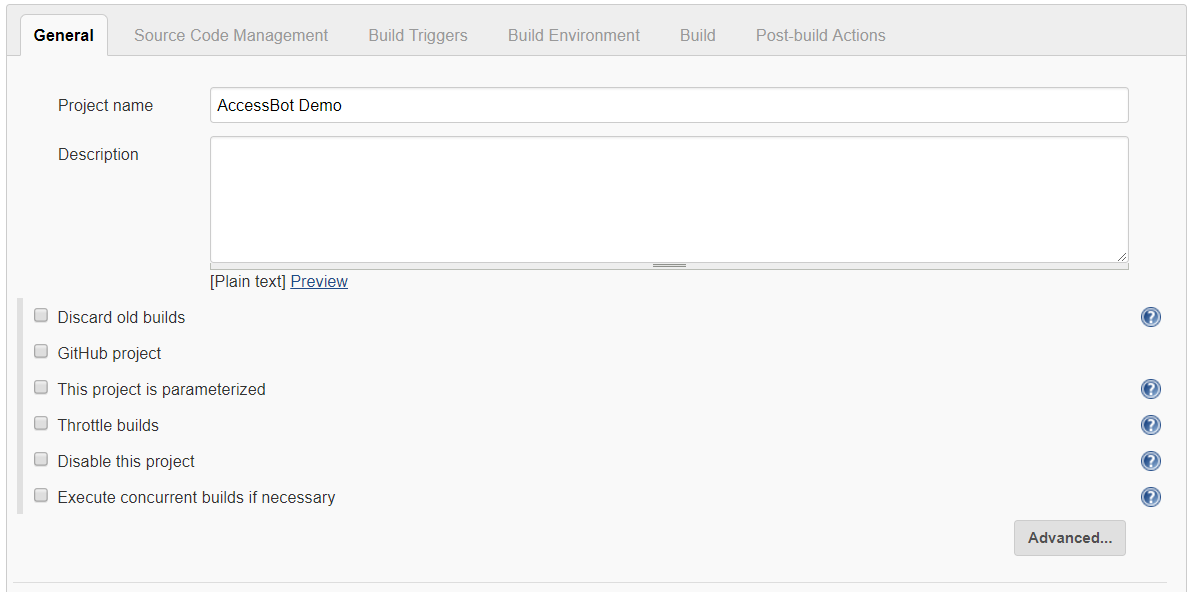 General Source Code Management Build Triggers Build Environment Build Post-build Actions
Project name AccessBot Demo
Description
[Plain text] Preview
Discard old builds ?
GitHub project
This project is parameterized ?
Throttle builds ?
Disable this project ?
Execute concurrent builds if necessary ?
Advanced...